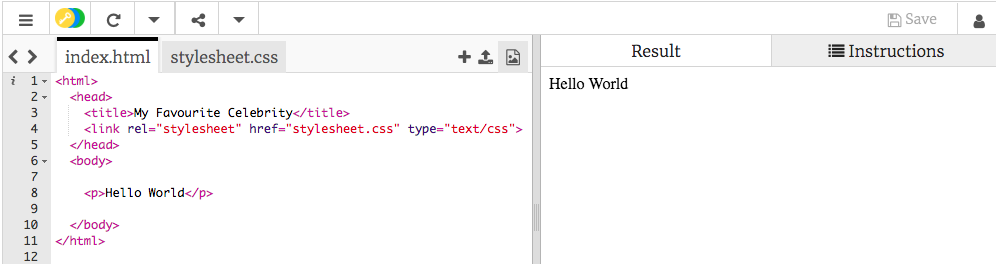 Save
index.html stylesheet.css
Result Instructions
i 1 <html>
2 <head>
3 <title>My Favourite Celebrity</title>
4 <link rel="stylesheet" href="stylesheet.css" type="text/css">
5 </head>
6 <body>
7
8 <p>Hello World</p>
9
10 </body>
11 </html>
12
Hello World